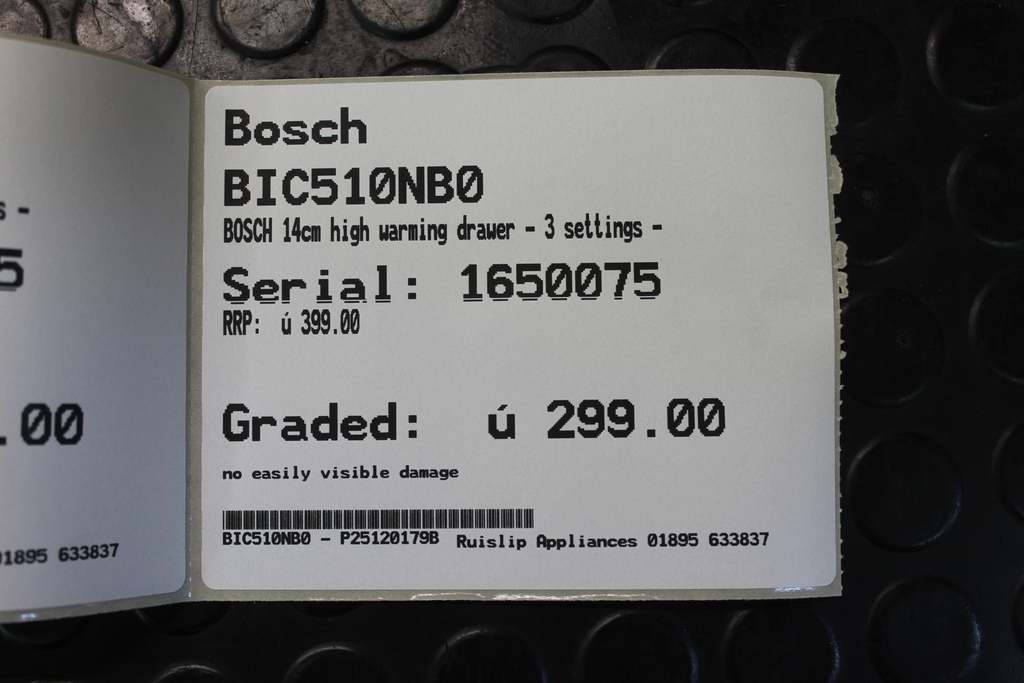 s -
5
.00
01895 633837
Bosch
BIC510NB0
BOSCH 14cm high warming drawer - 3 settings -
Serial: 1650075
RRP: ú 399.00
Graded: ú 299.00
no easily visible damage
BIC510NB0 - P25120179B Ruislip Appliances 01895 633837